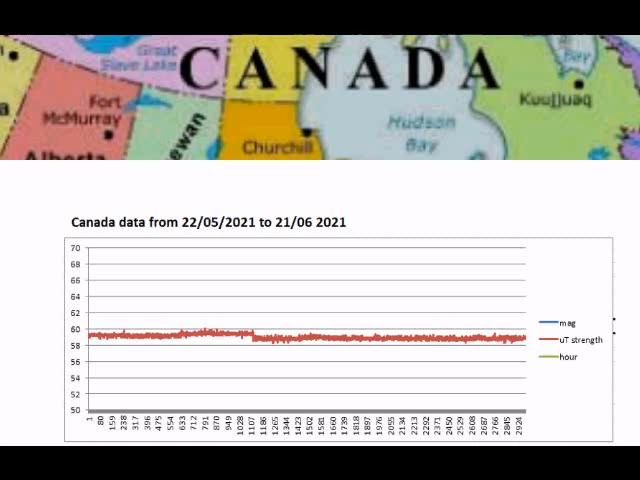 CANADA
Great
Slave Lake
Bay
Fort
McMurray
Kuujjuaq
Hudson
Bay
ewan
Churchill
Alberta
a
Canada data from 22/05/2021 to 21/06 2021
70
68
66
64
62
60
58
56
54
52
50
mag
uT strength
hour
1 80 159 238 317 396 475 554 633 712 791 870 949 1028 1107 1186 1265 1344 1423 1502 1581 1660 1739 1818 1897 1976 2055 2134 2213 2292 2371 2450 2529 2608 2687 2766 2845 2924